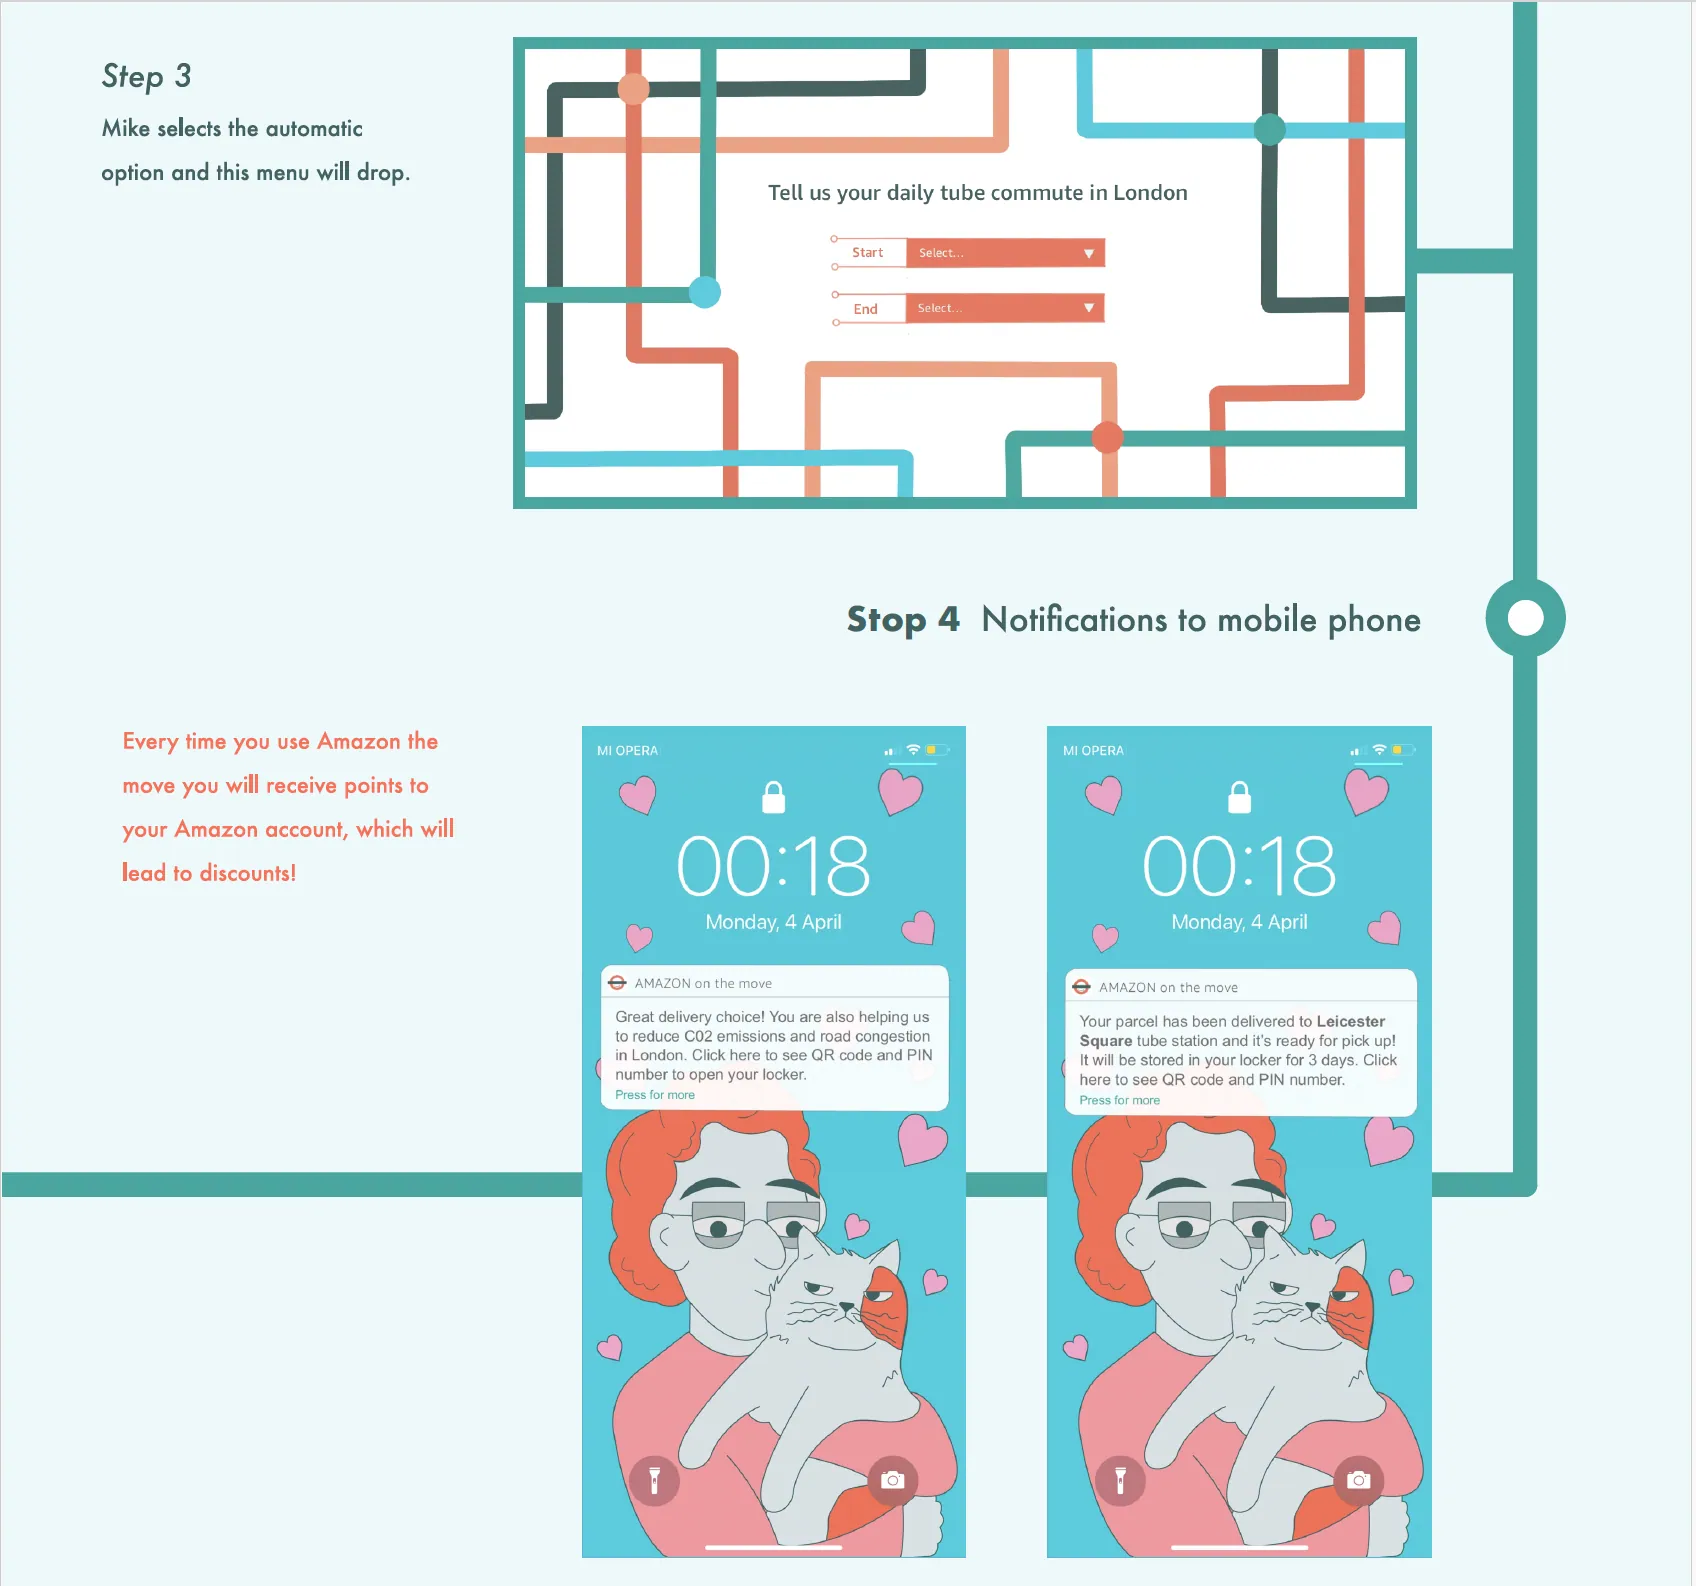 Step 3
Mike selects the automatic
option and this menu will drop.
Tell us your daily tube commute in London
Start Select...
End Select...
Stop 4 Notifications to mobile phone
Every time you use Amazon the
move you will receive points to
your Amazon account, which will
lead to discounts!
MI OPERA
00:18
Monday, 4 April
AMAZON on the move
Great delivery choice! You are also helping us
to reduce C02 emissions and road congestion
in London. Click here to see QR code and PIN
number to open your locker.
Press for more
MI OPERA
00:18
Monday, 4 April
AMAZON on the move
Your parcel has been delivered to Leicester
Square tube station and it's ready for pick up!
It will be stored in your locker for 3 days. Click
here to see QR code and PIN number.
Press for more